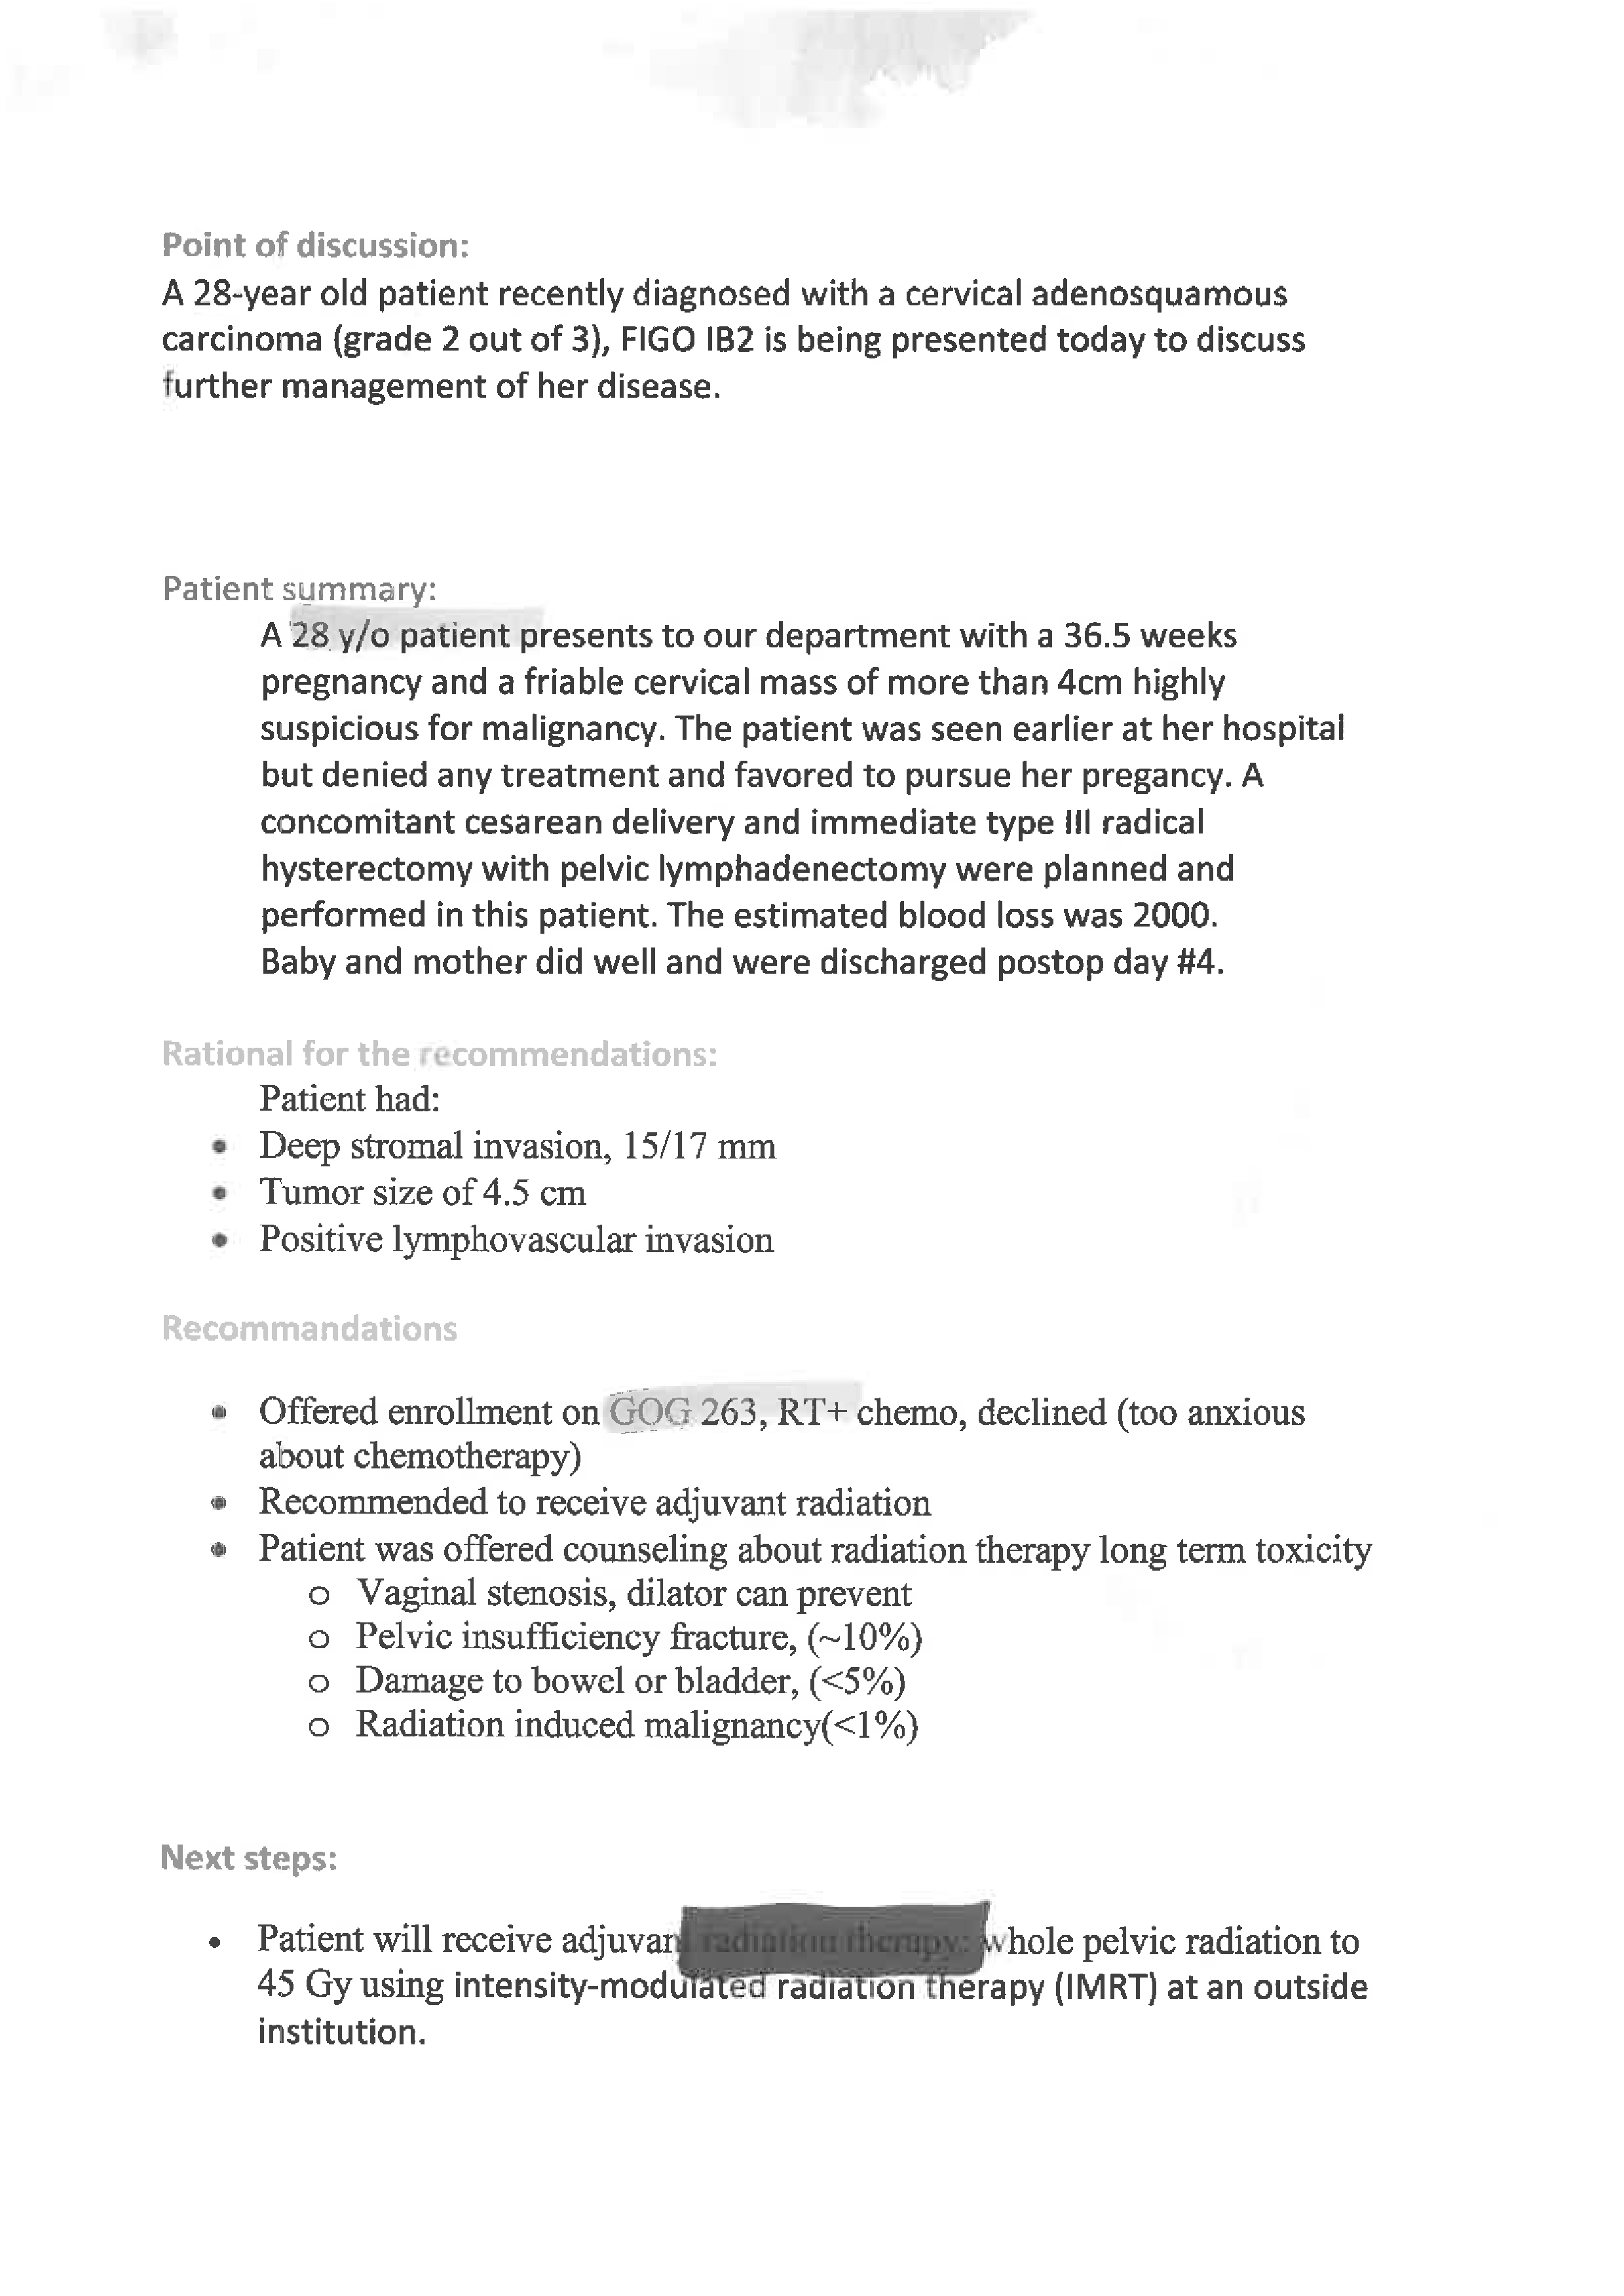 Point of discussion:
A 28-year old patient recently diagnosed with a cervical adenosquamous
carcinoma (grade 2 out of 3), FIGO IB2 is being presented today to discuss
further management of her disease.
Patient summary:
A 28 y/o patient presents to our department with a 36.5 weeks
pregnancy and a friable cervical mass of more than 4cm highly
suspicious for malignancy. The patient was seen earlier at her hospital
but denied any treatment and favored to pursue her pregancy. A
concomitant cesarean delivery and immediate type III radical
hysterectomy with pelvic lymphadenectomy were planned and
performed in this patient. The estimated blood loss was 2000.
Baby and mother did well and were discharged postop day #4.
Rational for the recommendations:
Patient had:
• Deep stromal invasion, 15/17 mm
• Tumor size of 4.5 cm
• Positive lymphovascular invasion
Recommandations
• Offered enrollment on GOG 263, RT+ chemo, declined (too anxious
about chemotherapy)
• Recommended to receive adjuvant radiation
• Patient was offered counseling about radiation therapy long term toxicity
o Vaginal stenosis, dilator can prevent
o Pelvic insufficiency fracture, (~10%)
o Damage to bowel or bladder, (<5%)
o Radiation induced malignancy(<1%)
Next steps:
• Patient will receive adjuvant radiation therapy: whole pelvic radiation to
45 Gy using intensity-modulated radiation therapy (IMRT) at an outside
institution.